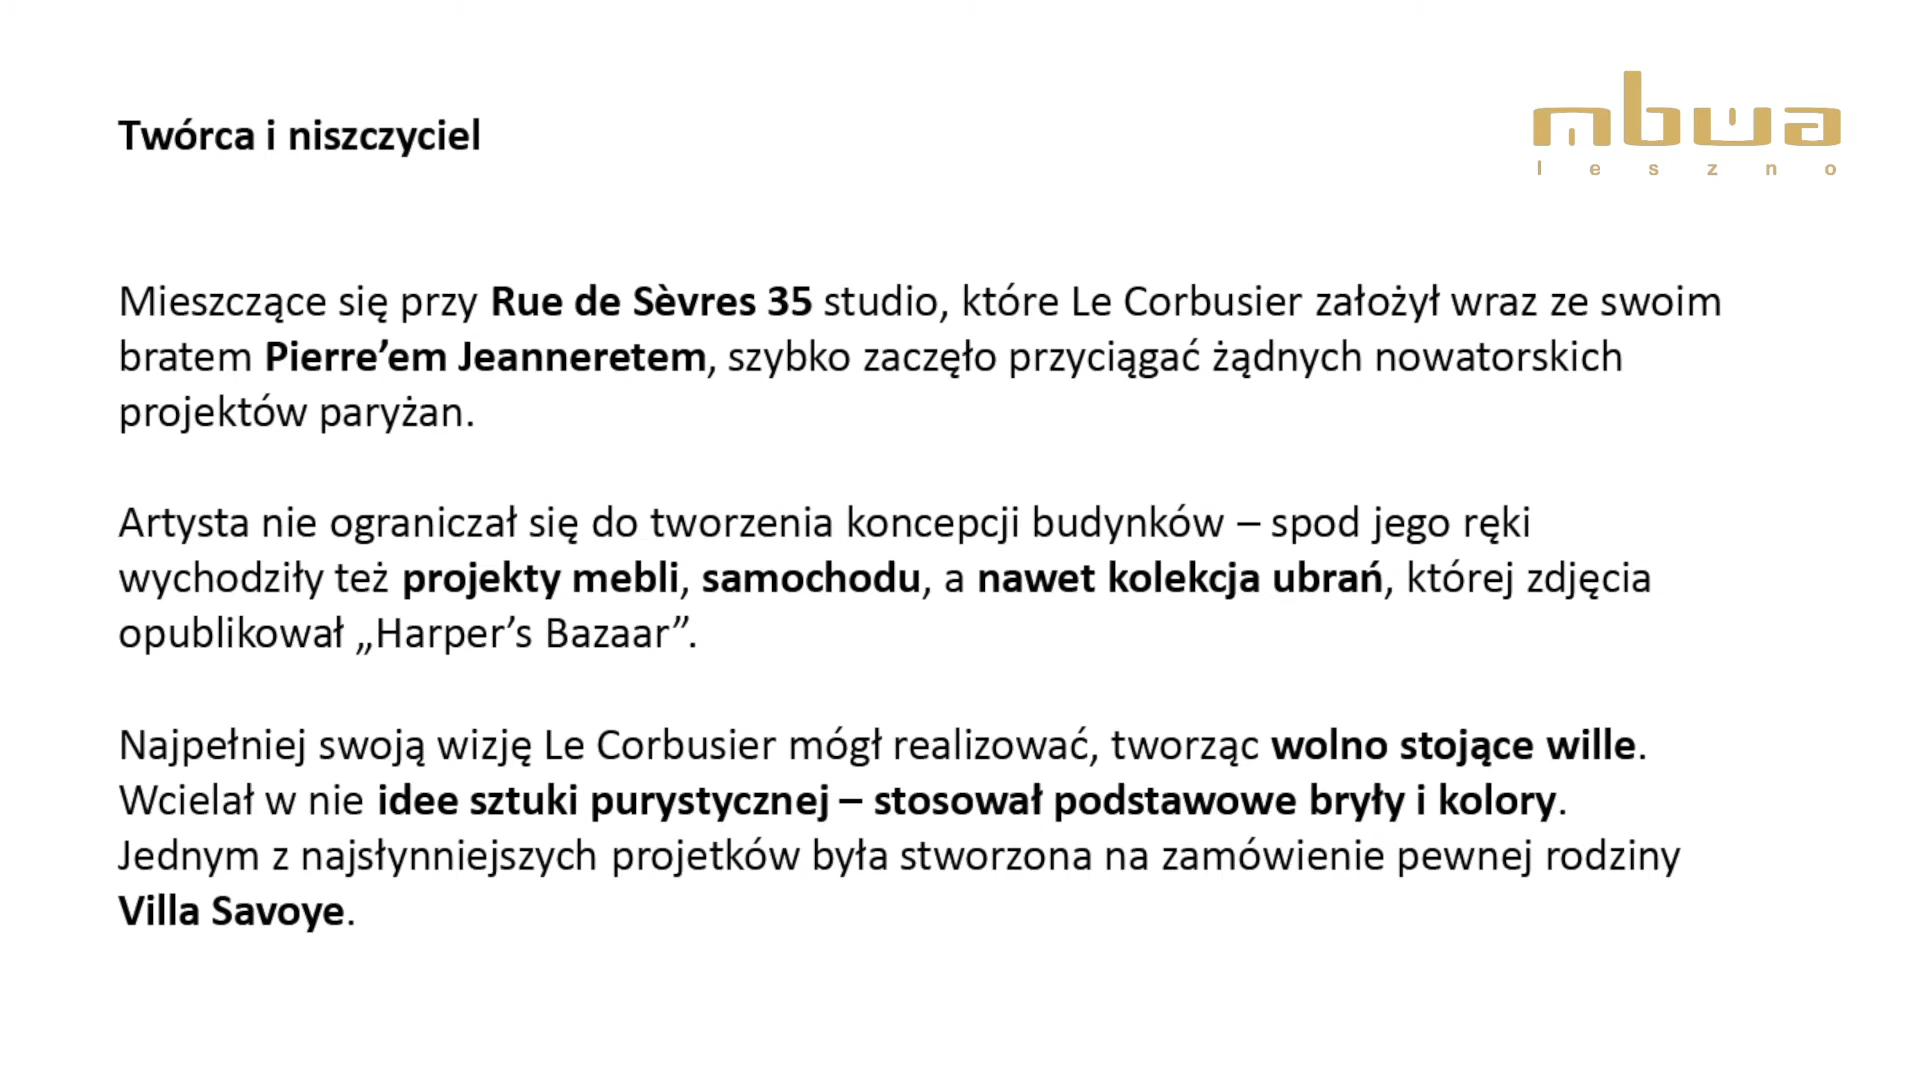 Twórca i niszczyciel
mbwa
leszno
Mieszczące się przy Rue de Sèvres 35 studio, które Le Corbusier założył wraz ze swoim
bratem Pierre’em Jeanneretem, szybko zaczęło przyciągać żądnych nowatorskich
projektów paryżan.
Artysta nie ograniczał się do tworzenia koncepcji budynków – spod jego ręki
wychodziły też projekty mebli, samochodu, a nawet kolekcja ubrań, której zdjęcia
opublikował „Harper’s Bazaar”.
Najpełniej swoją wizję Le Corbusier mógł realizować, tworząc wolno stojące wille.
Wcielał w nie idee sztuki purystycznej – stosował podstawowe bryły i kolory.
Jednym z najsłynniejszych projetków była stworzona na zamówienie pewnej rodziny
Villa Savoye.